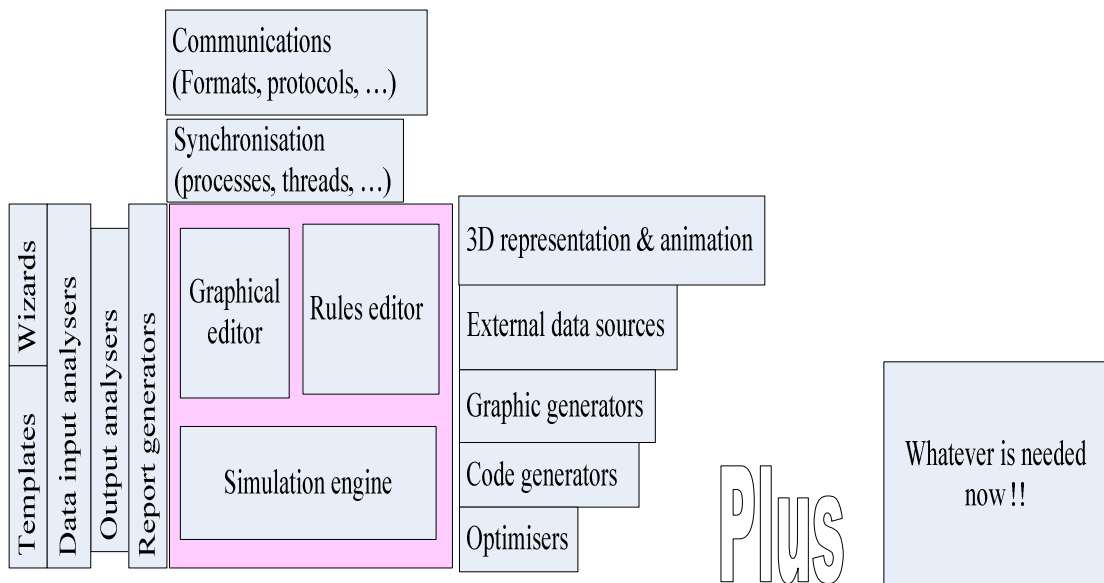 Communications
(Formats, protocols, …)
Synchronisation
(processes, threads, …)
Wizards
Templates
Data input analysers
Output analysers
Report generators
Graphical
editor
Rules editor
Simulation engine
3D representation & animation
External data sources
Graphic generators
Code generators
Optimisers
Plus
Whatever is needed
now !!